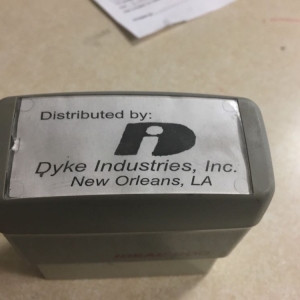 Distributed by:
Dyke Industries, Inc.
New Orleans, LA